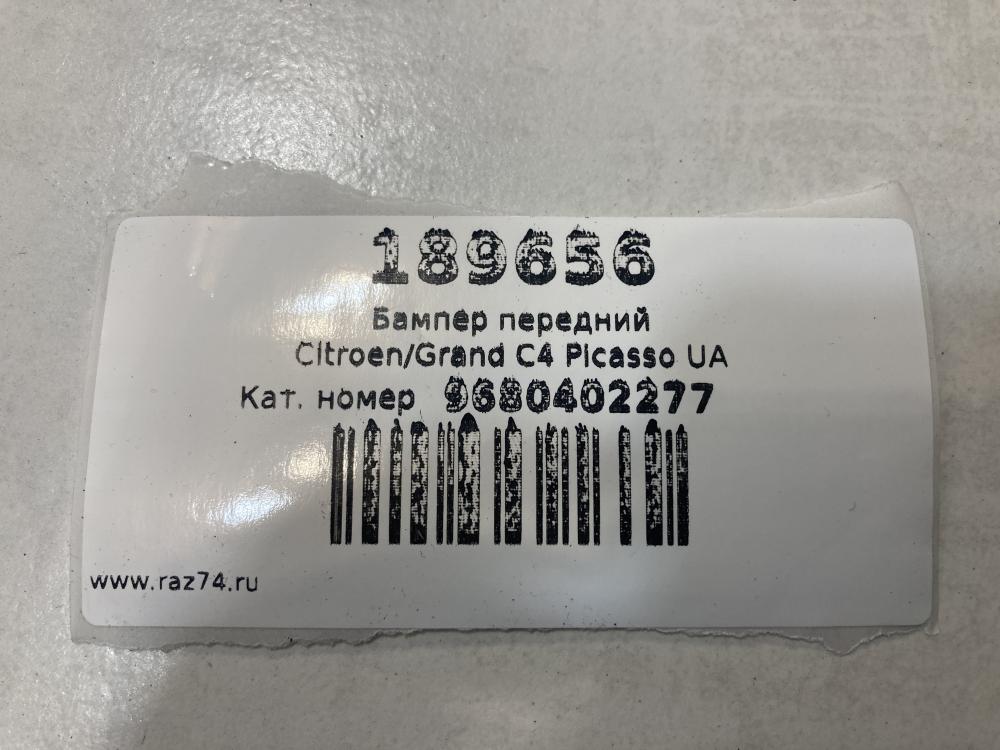 189656
Бампер передний
Citroen/Grand C4 Picasso UA
Кат. номер 9680402277
www.raz74.ru